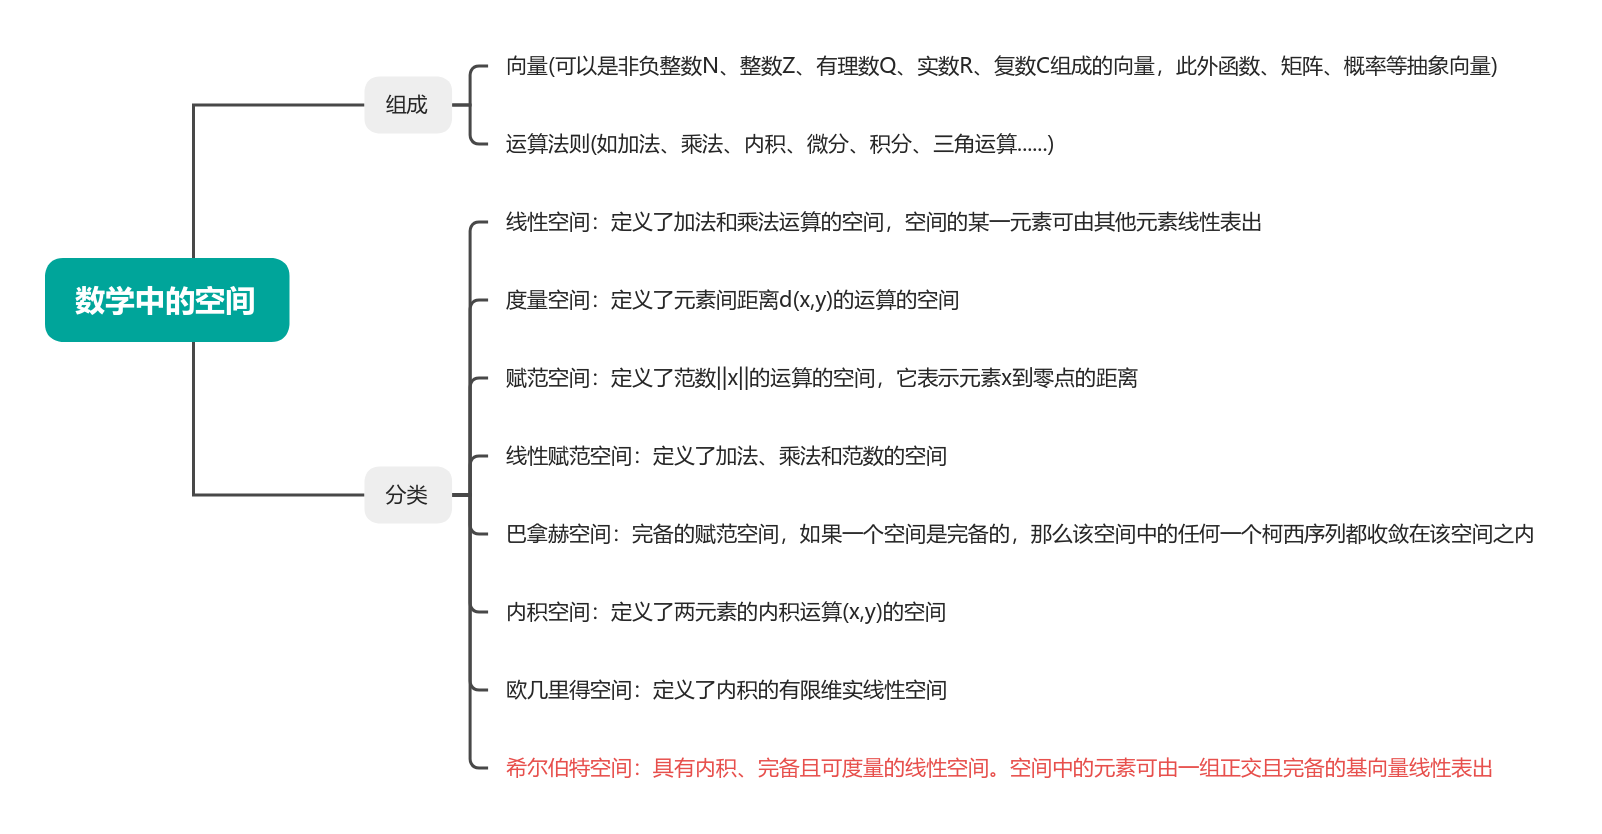 数学中的空间
组成
向量(可以是非负整数N、整数Z、有理数Q、实数R、复数C组成的向量，此外函数、矩阵、概率等抽象向量)
运算法则(如加法、乘法、内积、微分、积分、三角运算......)
分类
线性空间：定义了加法和乘法运算的空间，空间的某一元素可由其他元素线性表出
度量空间：定义了元素间距离d(x,y)的运算的空间
赋范空间：定义了范数||x||的运算的空间，它表示元素x到零点的距离
线性赋范空间：定义了加法、乘法和范数的空间
巴拿赫空间：完备的赋范空间，如果一个空间是完备的，那么该空间中的任何一个柯西序列都收敛在该空间之内
内积空间：定义了两元素的内积运算(x,y)的空间
欧几里得空间：定义了内积的有限维实线性空间
希尔伯特空间：具有内积、完备且可度量的线性空间。空间中的元素可由一组正交且完备的基向量线性表出